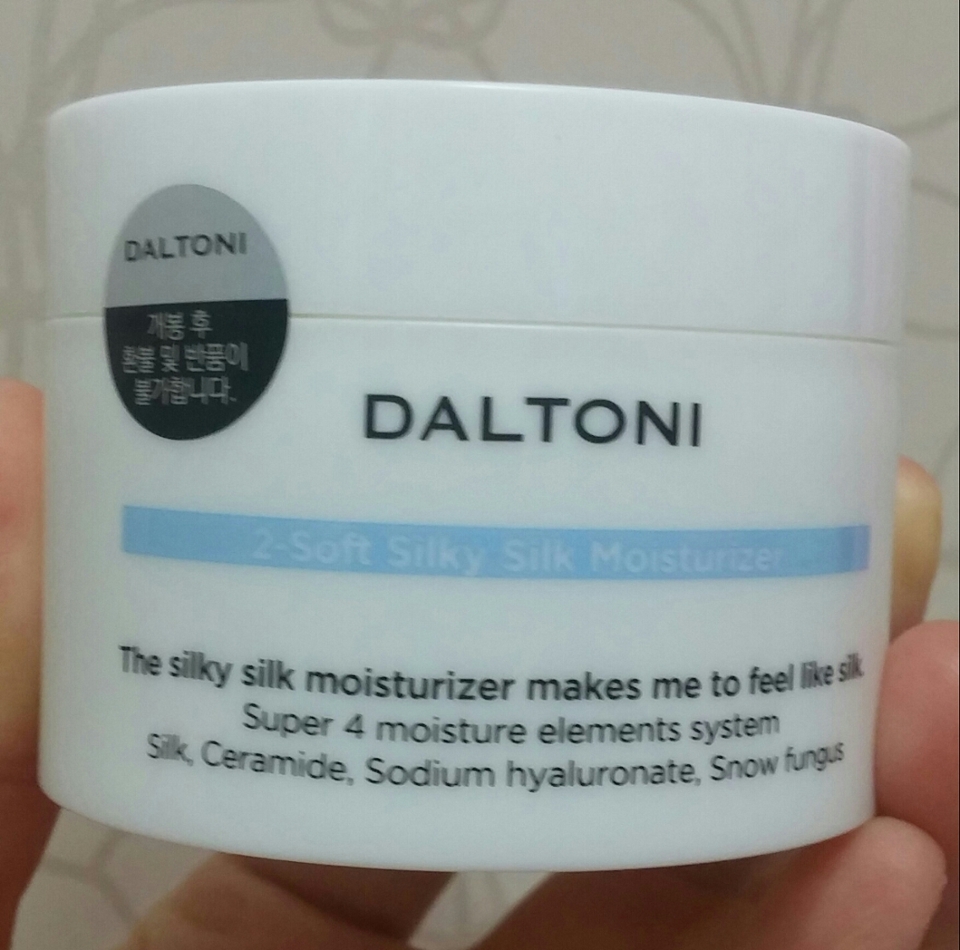 DALTONI
개봉 후
환불 및 반품이
불가합니다.
DALTONI
2-Soft Silky Silk Moisturizer
The silky silk moisturizer makes me to feel like silk
Super 4 moisture elements system
Silk, Ceramide, Sodium hyaluronate, Snow fungus